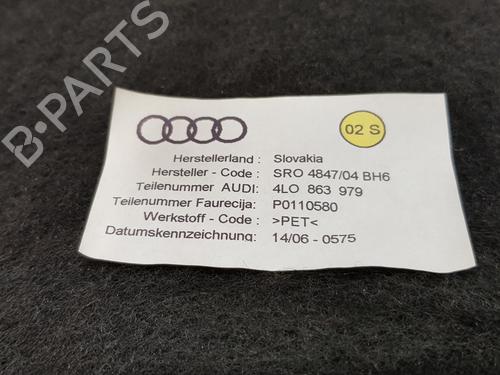 B-PARTS
02 S
Herstellerland : Slovakia
Hersteller - Code : SRO 4847/04 BH6
Teilenummer AUDI: 4LO 863 979
Teilenummer Faurecija: P0110580
Werkstoff - Code : >PET<
Datumskennzeichnung: 14/06 - 0575